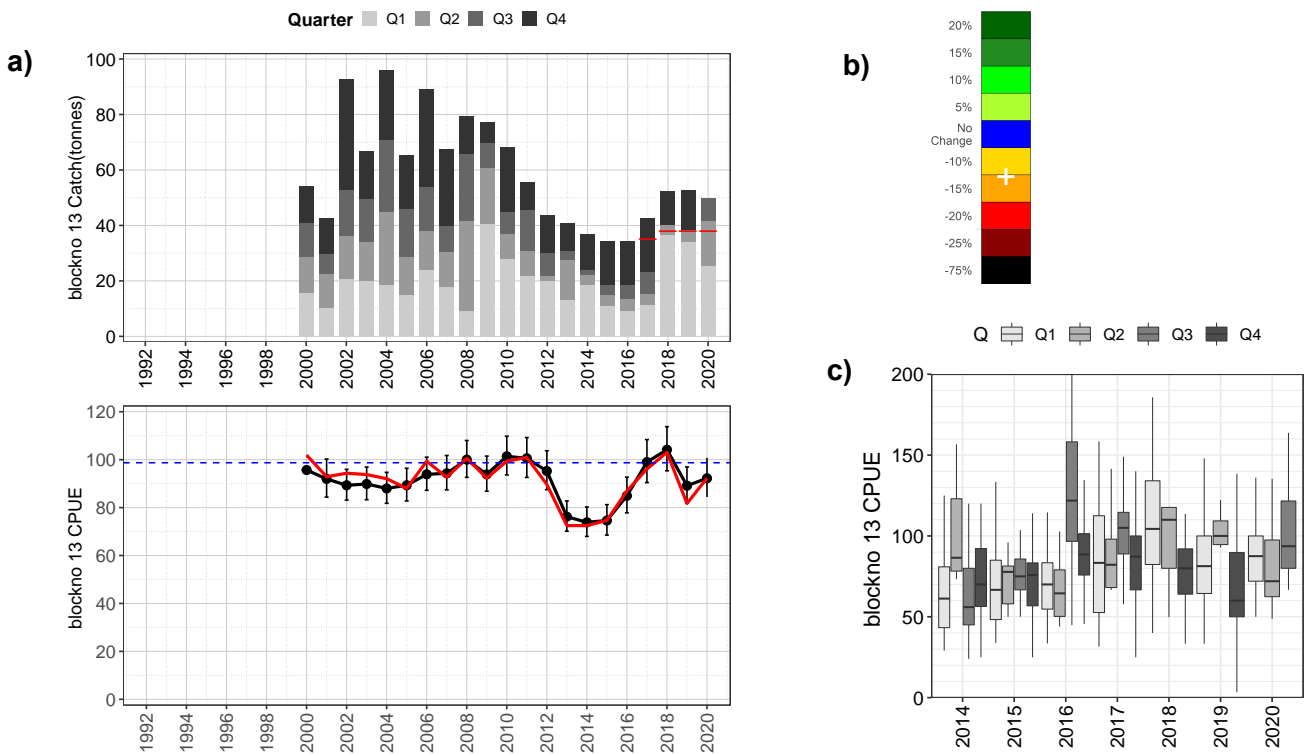 Quarter Q1 Q2 Q3 Q4
a)
blockno 13 Catch(tonnes)
100
80
60
40
20
0
1992 1994 1996 1998 2000 2002 2004 2006 2008 2010 2012 2014 2016 2018 2020
blockno 13 CPUE
120
100
80
60
40
20
0
1992 1994 1996 1998 2000 2002 2004 2006 2008 2010 2012 2014 2016 2018 2020
b)
20%
15%
10%
5%
No
Change
-10%
-15%
-20%
-25%
-75%
Q Q1 Q2 Q3 Q4
c)
blockno 13 CPUE
200
150
100
50
0
2014 2015 2016 2017 2018 2019 2020